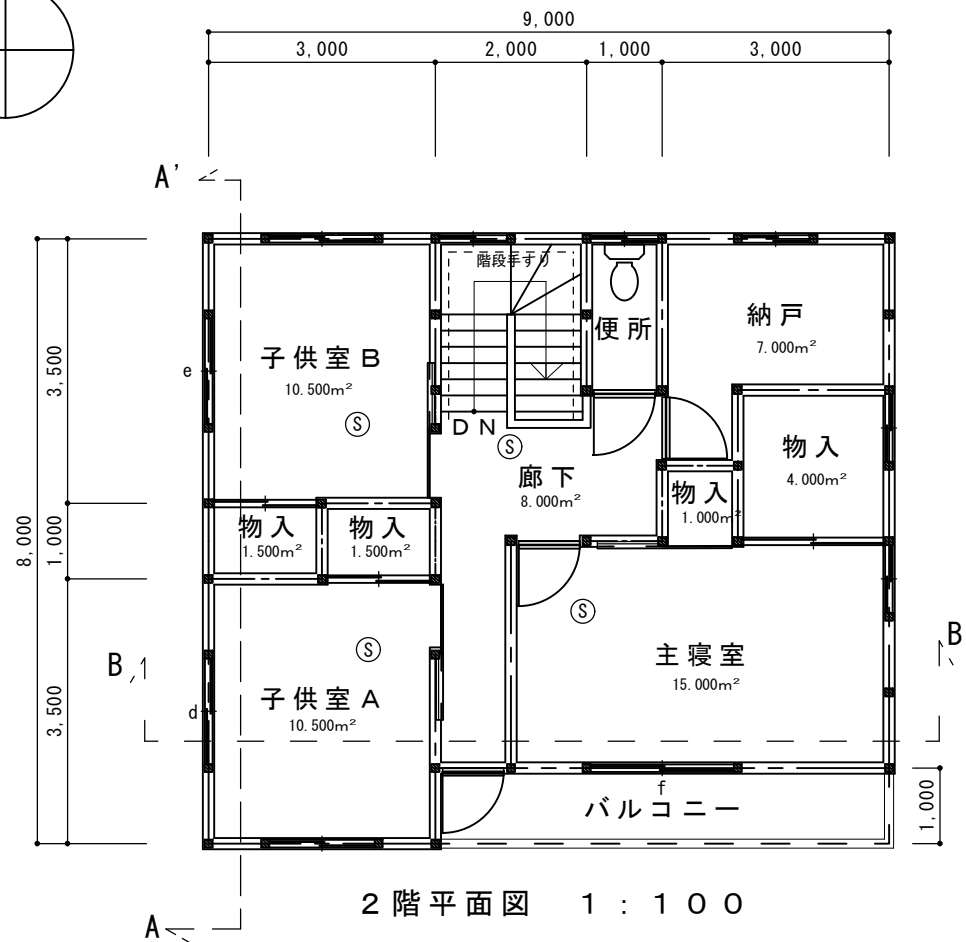 9,000
3,000 2,000 1,000 3,000
A'
階段手すり
便所
納戸
7.000m²
子供室B
10.500m²
e
3,500
S
DN
S
廊下
8.000m²
物入
4.000m²
物入
1.000m²
8,000
1,000
物入
1.500m²
物入
1.500m²
S
S
B
B
主寝室
15.000m²
子供室A
10.500m²
d
3,500
f
バルコニー
1,000
2階平面図 1:100
A